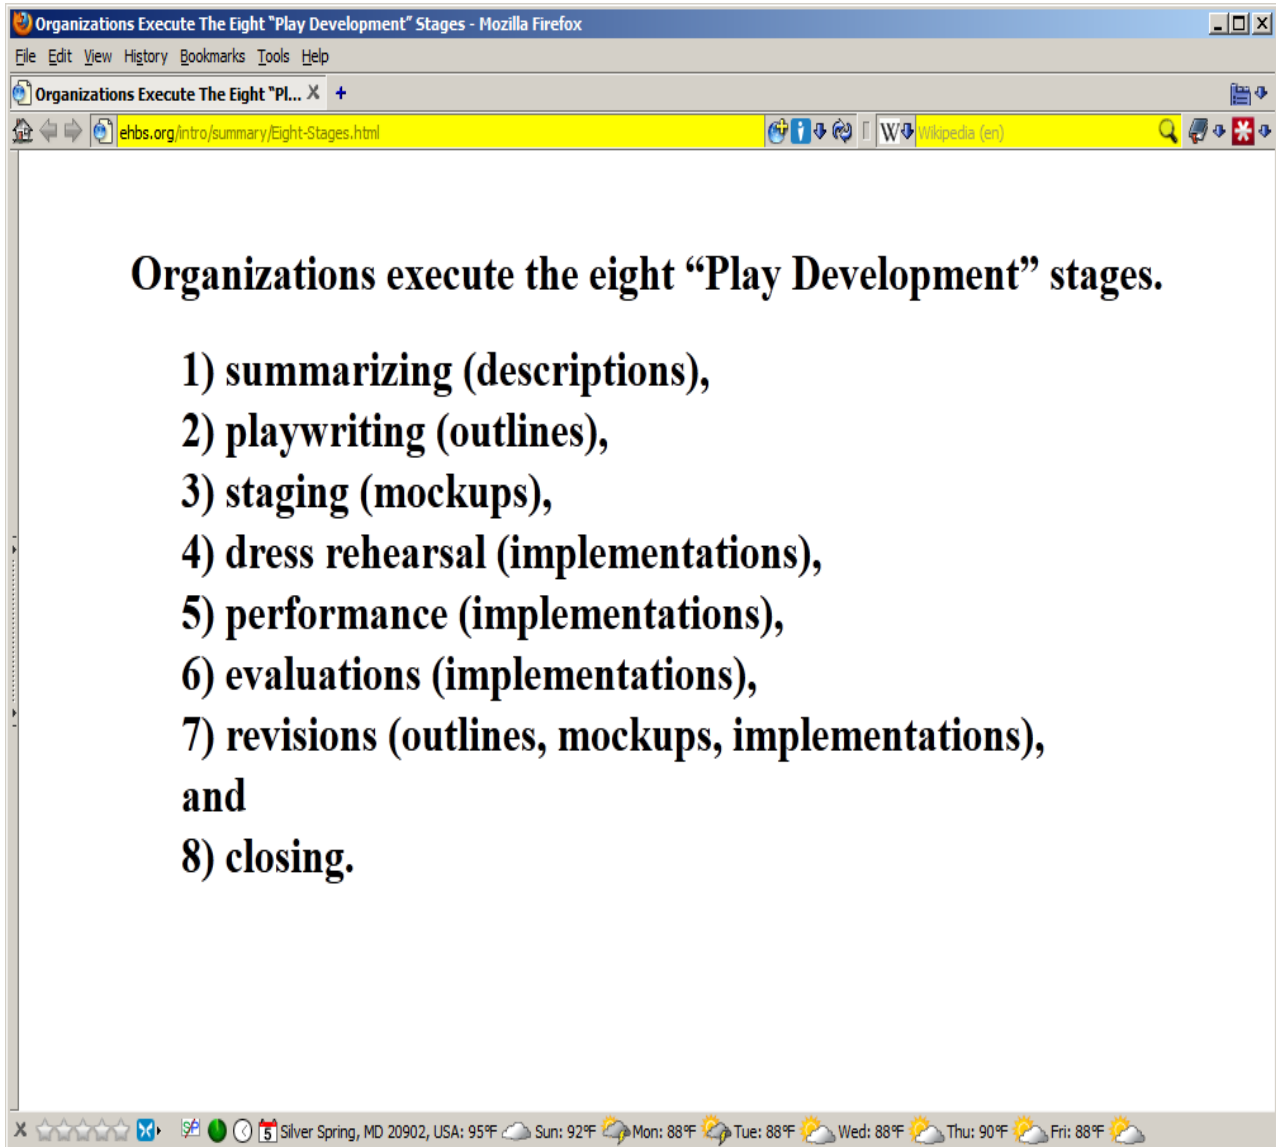 Organizations Execute The Eight "Play Development" Stages - Mozilla Firefox
File Edit View History Bookmarks Tools Help
Organizations Execute The Eight "Pl... X +
ehbs.org/intro/summary/Eight-Stages.html W Wikipedia (en)
Organizations execute the eight “Play Development” stages.
1) summarizing (descriptions),
2) playwriting (outlines),
3) staging (mockups),
4) dress rehearsal (implementations),
5) performance (implementations),
6) evaluations (implementations),
7) revisions (outlines, mockups, implementations),
and
8) closing.
X SP 5 Silver Spring, MD 20902, USA: 95°F Sun: 92°F Mon: 88°F Tue: 88°F Wed: 88°F Thu: 90°F Fri: 88°F